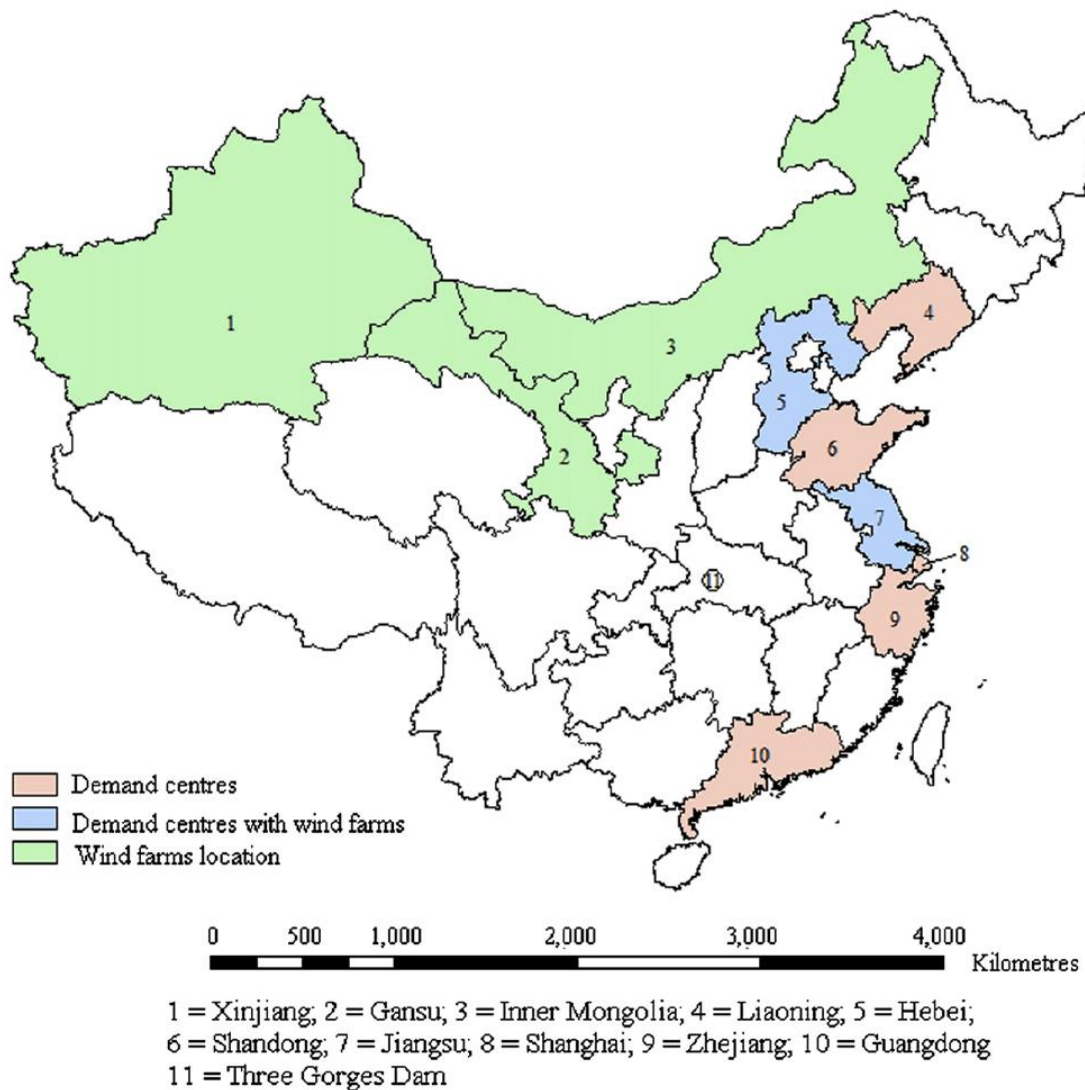 1
2
3
4
5
6
7
8
9
10
11
Demand centres
Demand centres with wind farms
Wind farms location
0 500 1,000 2,000 3,000 4,000
Kilometres
1 = Xinjiang; 2 = Gansu; 3 = Inner Mongolia; 4 = Liaoning; 5 = Hebei;
6 = Shandong; 7 = Jiangsu; 8 = Shanghai; 9 = Zhejiang; 10 = Guangdong
11 = Three Gorges Dam